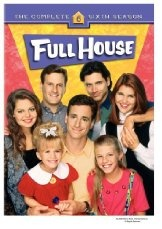 THE COMPLETE 6 SIXTH SEASON
FULL HOUSE